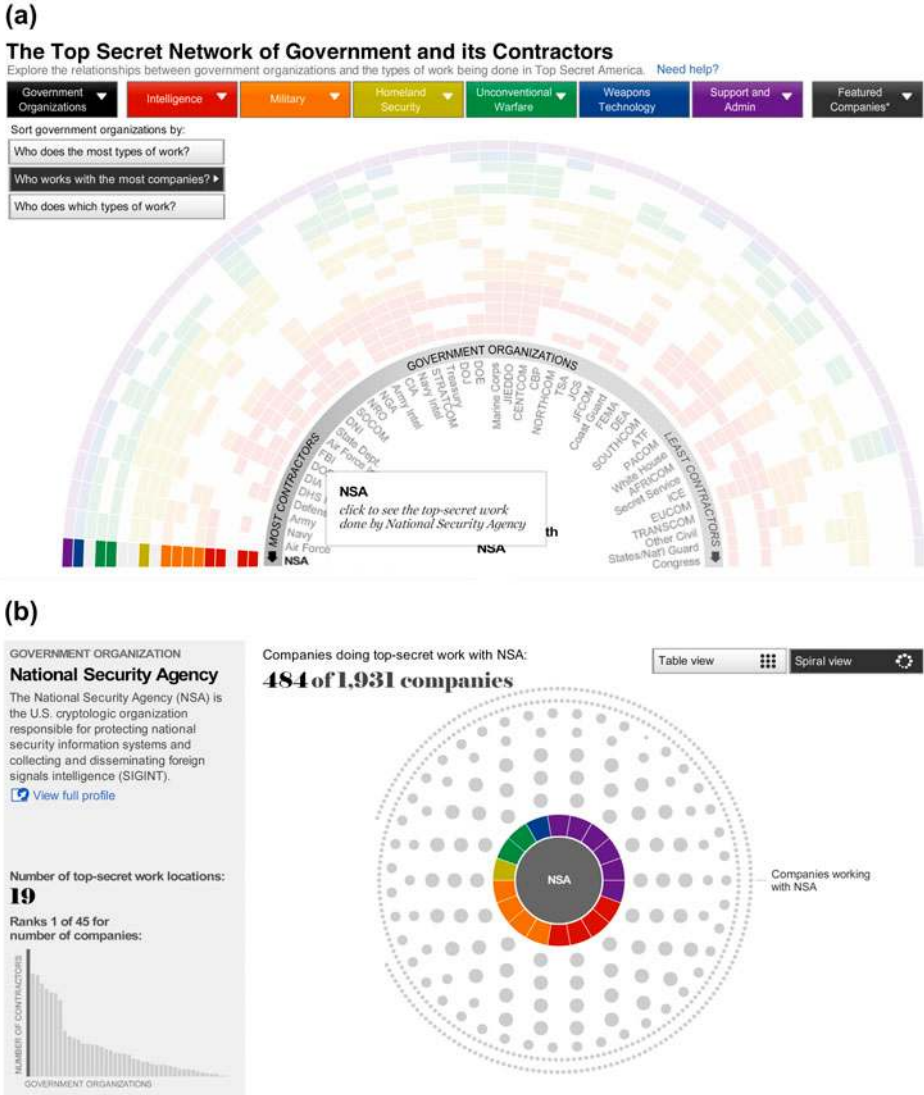 (a)
The Top Secret Network of Government and its Contractors
Explore the relationships between government organizations and the types of work being done in Top Secret America. Need help?
Government
Organizations
Intelligence
Military
Homeland
Security
Unconventional
Warfare
Weapons
Technology
Support and
Admin
Featured
Companies*
Sort government organizations by:
Who does the most types of work?
Who works with the most companies?
Who does which types of work?
GOVERNMENT ORGANIZATIONS
MOST CONTRACTORS
LEAST CONTRACTORS
NSA
Air Force
Navy
Army
Defens
DHS
DIA
FBI
Air Force
State Dept.
DNI
SOCOM
NRO
NGA
Army Intel
CIA
Navy Intel
STRATCOM
Treasury
DOJ
DOE
Marine Corps
JIEDDO
CENTCOM
CBP
NORTHCOM
TSA
JCS
JFCOM
Coast Guard
FEMA
DEA
SOUTHCOM
ATF
PACOM
White House
AFRICOM
Secret Service
ICE
EUCOM
TRANSCOM
Other Civil
States/Nat'l Guard
Congress
NSA
click to see the top-secret work
done by National Security Agency
th
NSA
(b)
GOVERNMENT ORGANIZATION
National Security Agency
The National Security Agency (NSA) is
the U.S. cryptologic organization
responsible for protecting national
security information systems and
collecting and disseminating foreign
signals intelligence (SIGINT).
View full profile
Number of top-secret work locations:
19
Ranks 1 of 45 for
number of companies:
NUMBER OF CONTRACTORS
GOVERNMENT ORGANIZATIONS
Companies doing top-secret work with NSA:
484 of 1,931 companies
Table view
Spiral view
NSA
Companies working
with NSA